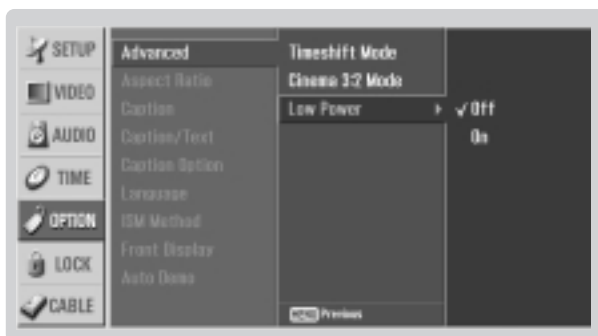 SETUP
VIDEO
AUDIO
TIME
OPTION
LOCK
CABLE
Advanced
Aspect Ratio
Caption
Caption/Text
Caption Option
Language
ISM Method
Front Display
Auto Demo
Timeshift Mode
Cinema 3:2 Mode
Low Power
✓ Off
On
MENU Previous